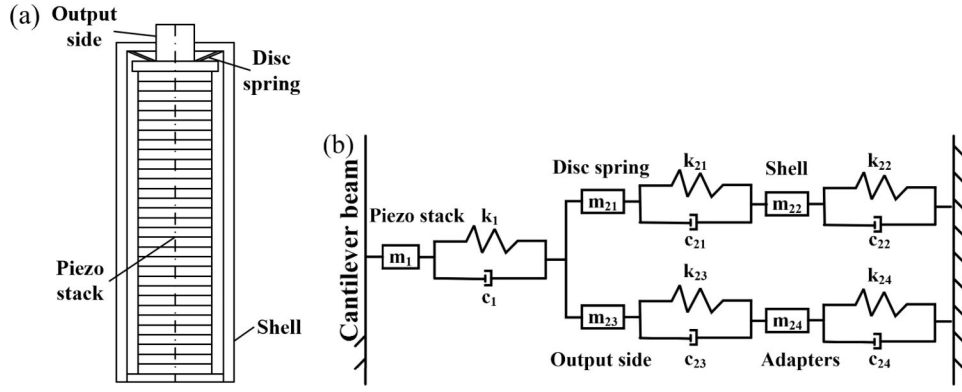 (a)
Output
side
Disc
spring
Piezo
stack
Shell
(b)
Cantilever beam
Piezo stack
m1
k1
c1
Disc spring
m21
k21
c21
Shell
m22
k22
c22
m23
k23
c23
Output side
m24
k24
c24
Adapters